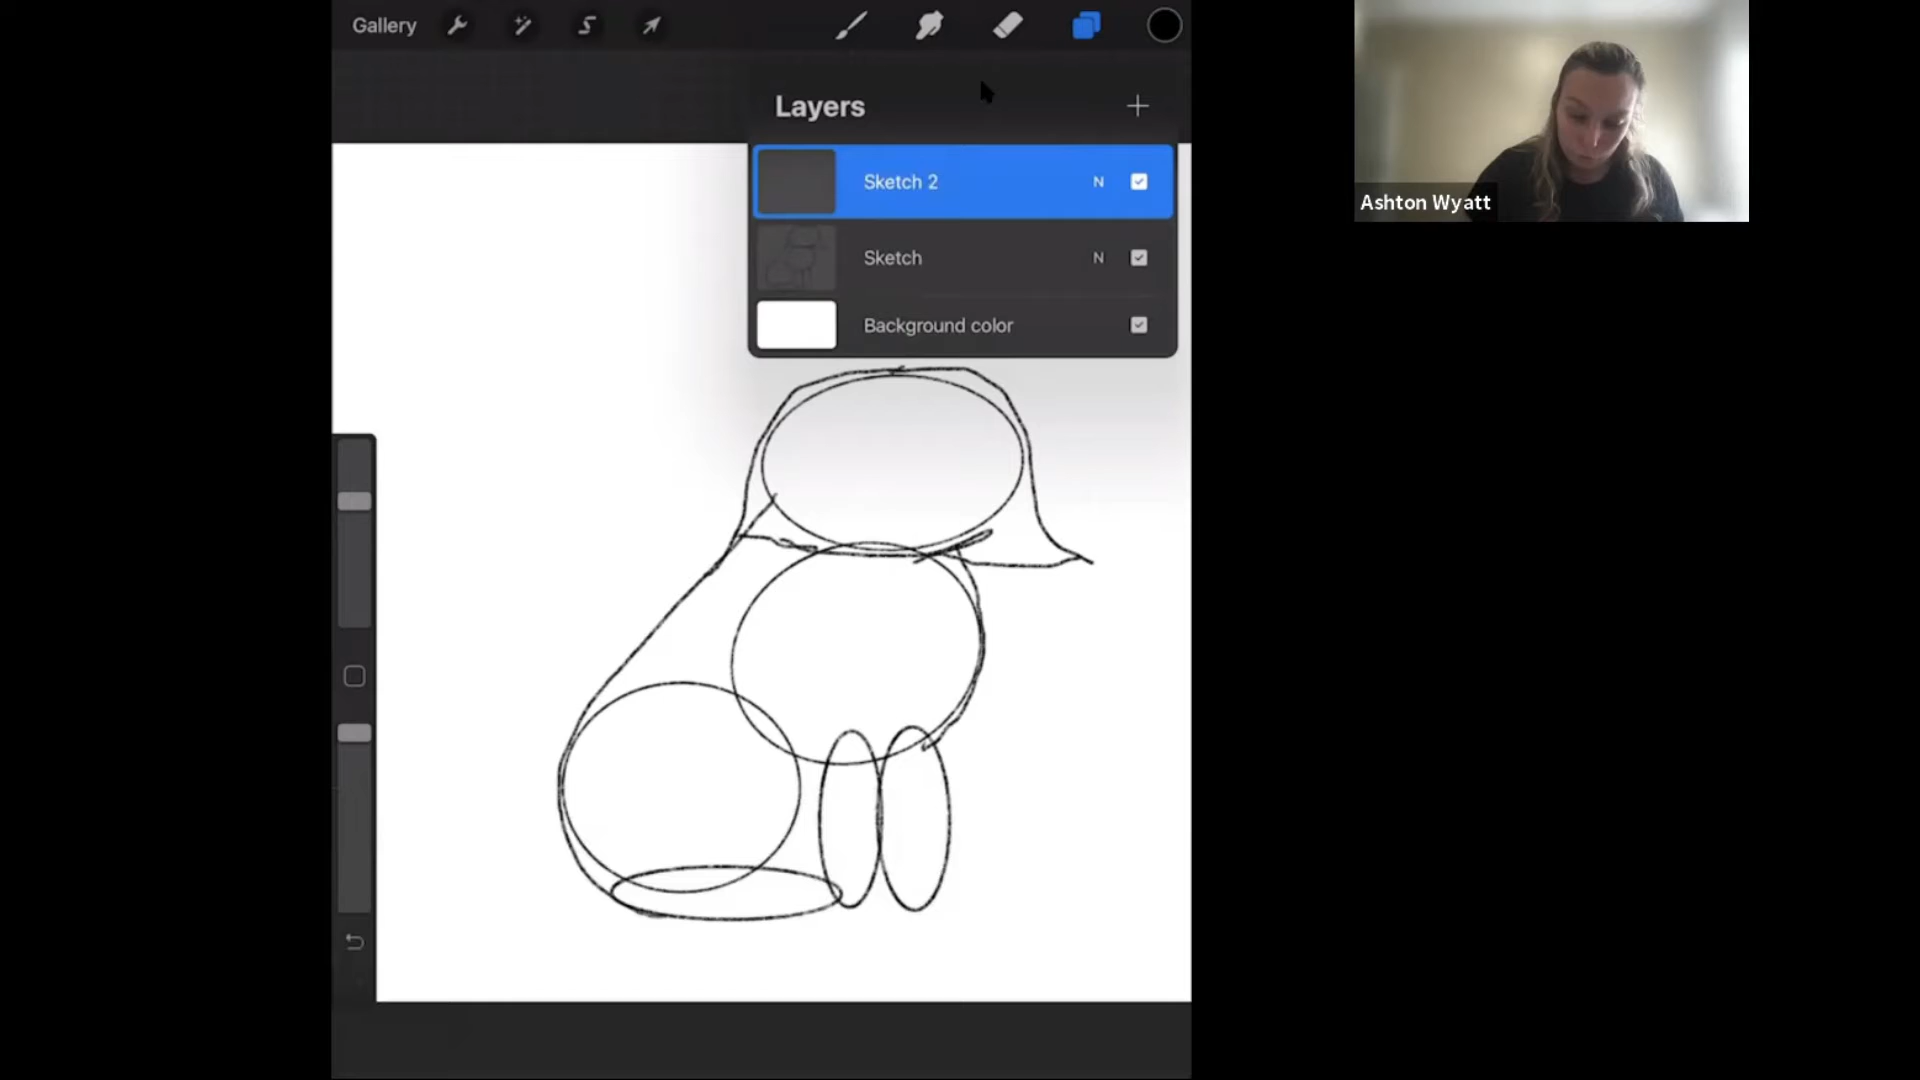 Gallery
Layers
Sketch 2 N
Sketch N
Background color
Ashton Wyatt